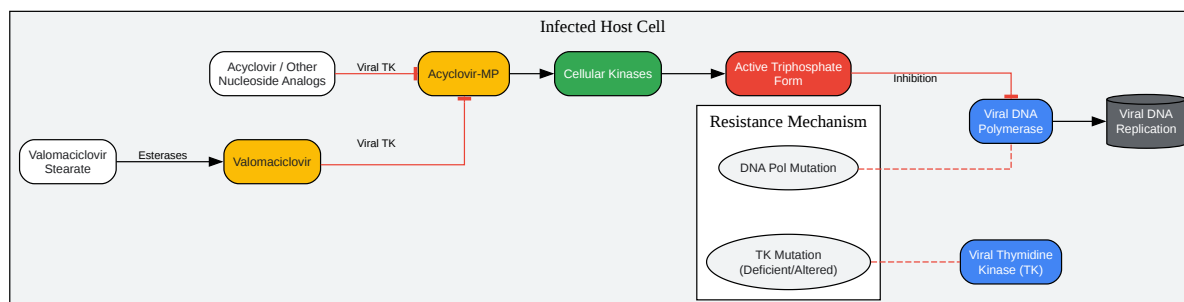 Infected Host Cell
Acyclovir / Other
Nucleoside Analogs
Viral TK
Acyclovir-MP
Cellular Kinases
Active Triphosphate
Form
Inhibition
Viral DNA
Polymerase
Viral DNA
Replication
Valomaciclovir
Stearate
Esterases
Valomaciclovir
Viral TK
Resistance Mechanism
DNA Pol Mutation
TK Mutation
(Deficient/Altered)
Viral Thymidine
Kinase (TK)